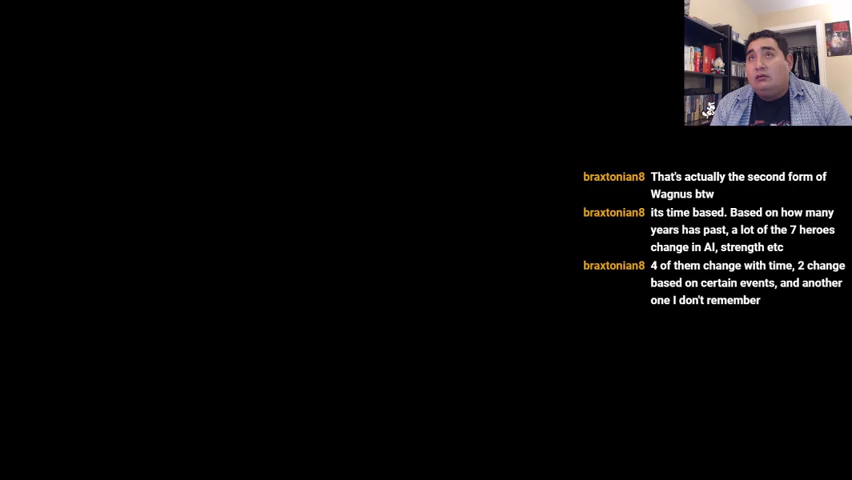 braxtonian8 That's actually the second form of
Wagnus btw
braxtonian8 its time based. Based on how many
years has past, a lot of the 7 heroes
change in AI, strength etc
braxtonian8 4 of them change with time, 2 change
based on certain events, and another
one I don't remember